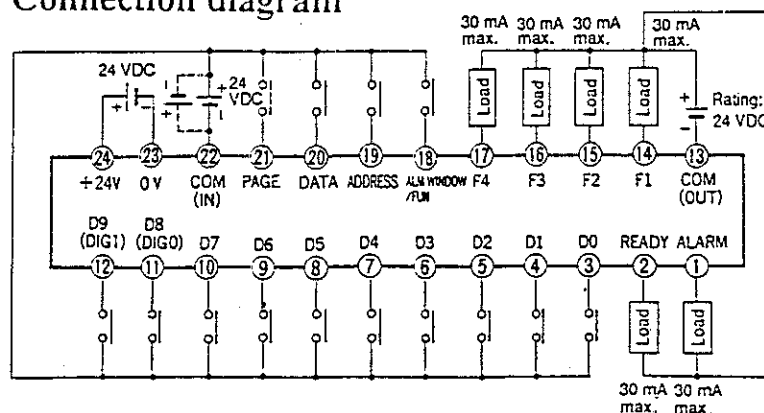 Connection diagram
30 mA max. 30 mA max. 30 mA max. 30 mA max.
24 VDC
+ -
- + + -
24 VDC
Load Load Load Load
+ -
Rating: 24 VDC
24 23 22 21 20 19 18 17 16 15 14 13
+24V 0V COM (IN) PAGE DATA ADDRESS ALM WINDOW /FUN F4 F3 F2 F1 COM (OUT)
D9 (DIG1) D8 (DIG0) D7 D6 D5 D4 D3 D2 D1 D0 READY ALARM
12 11 10 9 8 7 6 5 4 3 2 1
Load Load
30 mA max. 30 mA max.